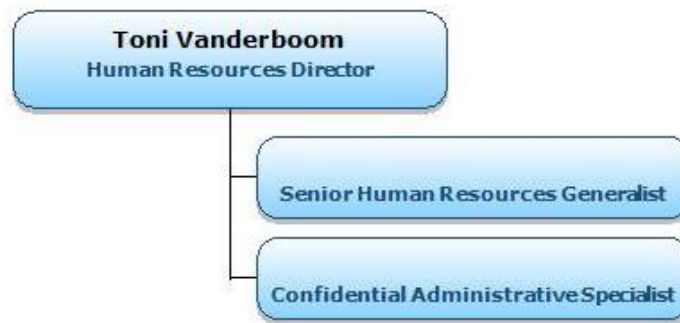 Toni Vanderboom
Human Resources Director
Senior Human Resources Generalist
Confidential Administrative Specialist